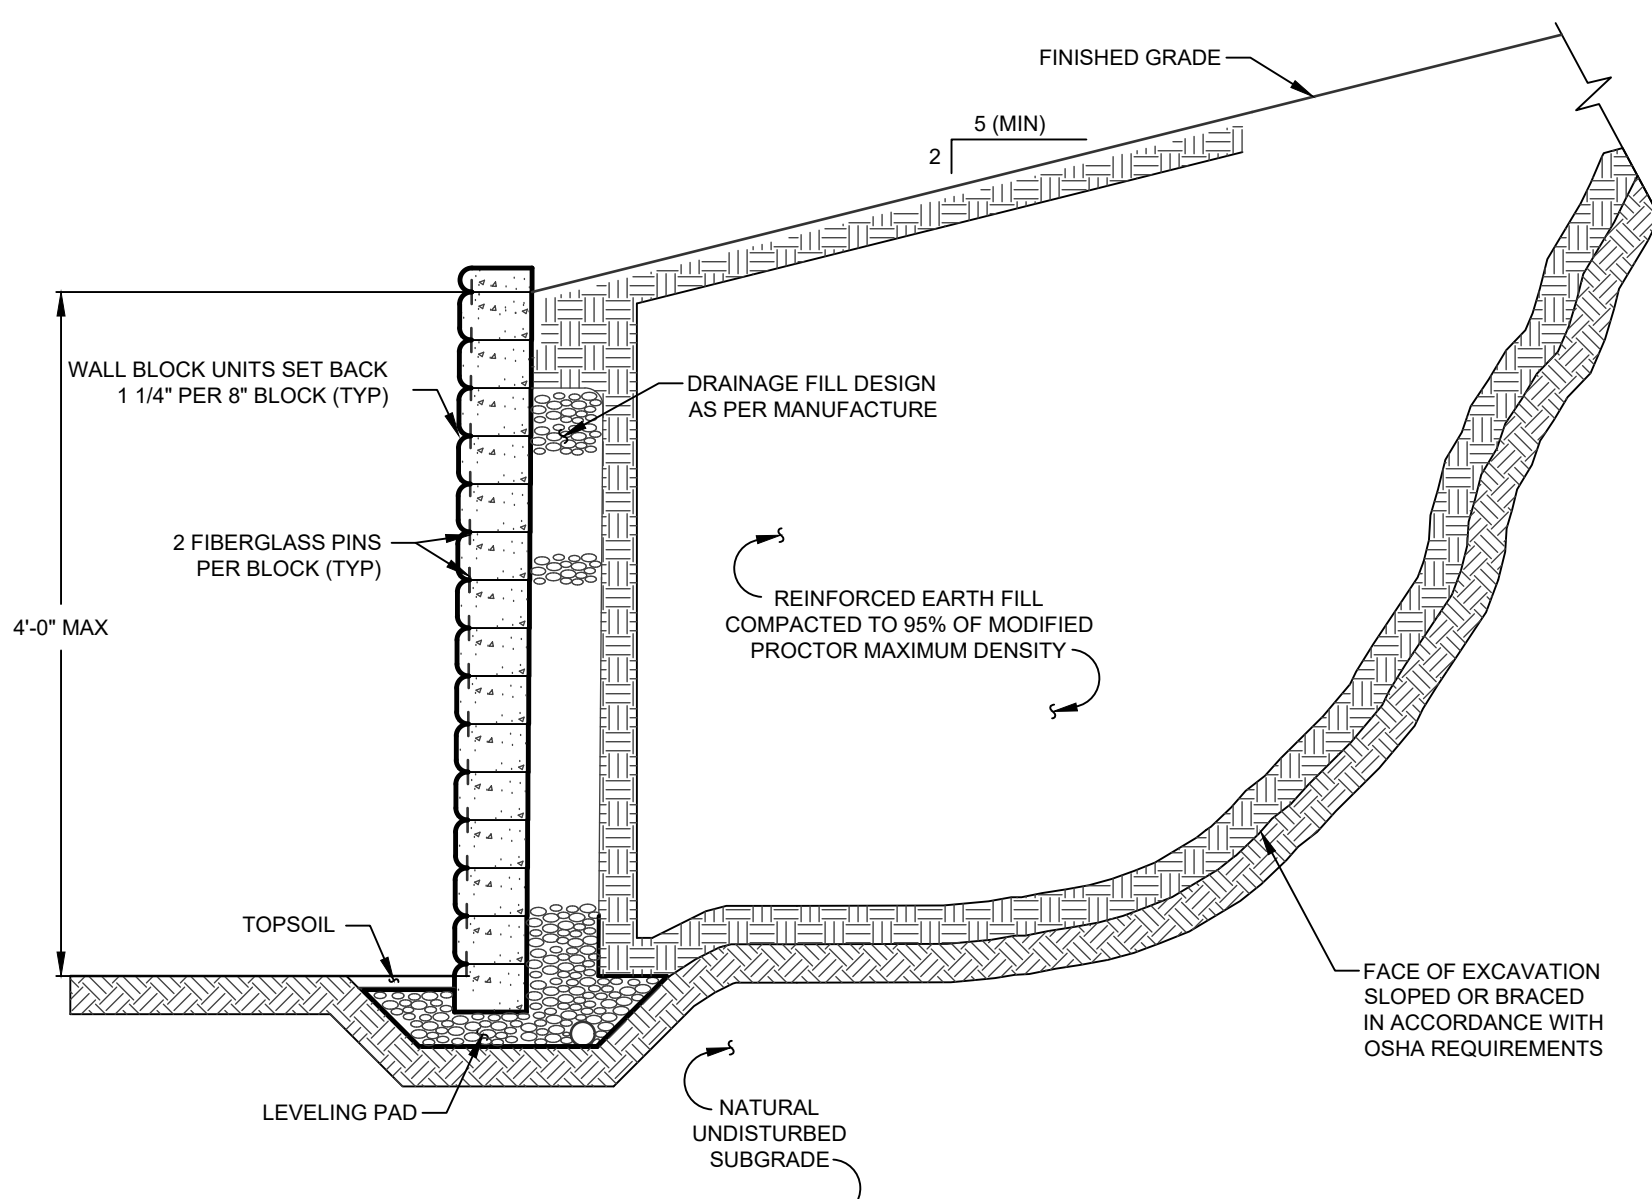 FINISHED GRADE
5 (MIN)
2
WALL BLOCK UNITS SET BACK
1 1/4" PER 8" BLOCK (TYP)
DRAINAGE FILL DESIGN
AS PER MANUFACTURE
2 FIBERGLASS PINS
PER BLOCK (TYP)
4'-0" MAX
REINFORCED EARTH FILL
COMPACTED TO 95% OF MODIFIED
PROCTOR MAXIMUM DENSITY
TOPSOIL
FACE OF EXCAVATION
SLOPED OR BRACED
IN ACCORDANCE WITH
OSHA REQUIREMENTS
LEVELING PAD
NATURAL
UNDISTURBED
SUBGRADE